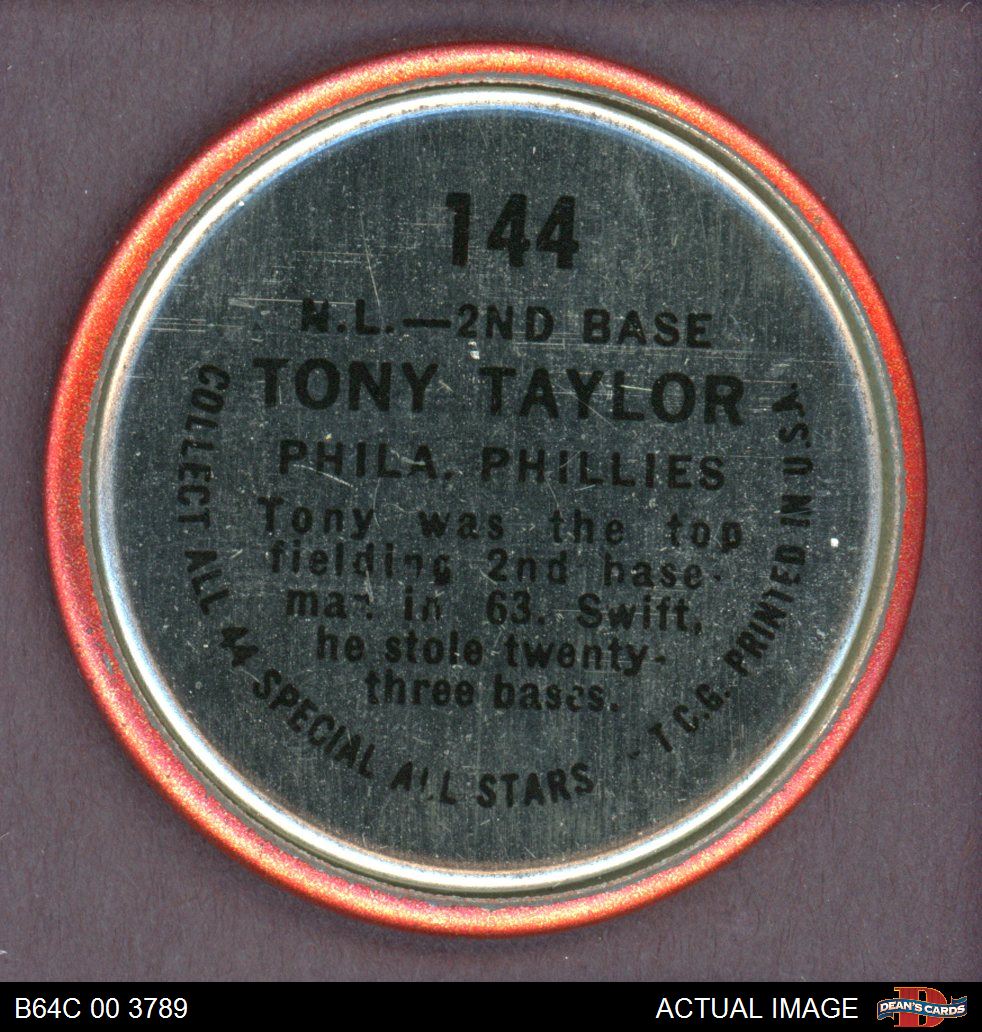 144
N.L.—2ND BASE
TONY TAYLOR
PHILA. PHILLIES
Tony was the top
fielding 2nd base-
man in 63. Swift,
he stole twenty-
three bases.
COLLECT ALL 44 SPECIAL ALL STARS - T.C.G. PRINTED IN U.S.A.
B64C 00 3789
ACTUAL IMAGE
DEAN'S CARDS